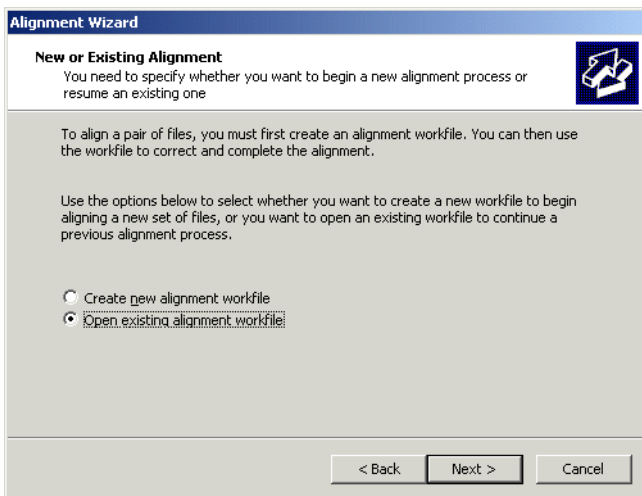 Alignment Wizard
New or Existing Alignment
You need to specify whether you want to begin a new alignment process or
resume an existing one
To align a pair of files, you must first create an alignment workfile. You can then use
the workfile to correct and complete the alignment.
Use the options below to select whether you want to create a new workfile to begin
aligning a new set of files, or you want to open an existing workfile to continue a
previous alignment process.
Create new alignment workfile
Open existing alignment workfile
< Back Next > Cancel